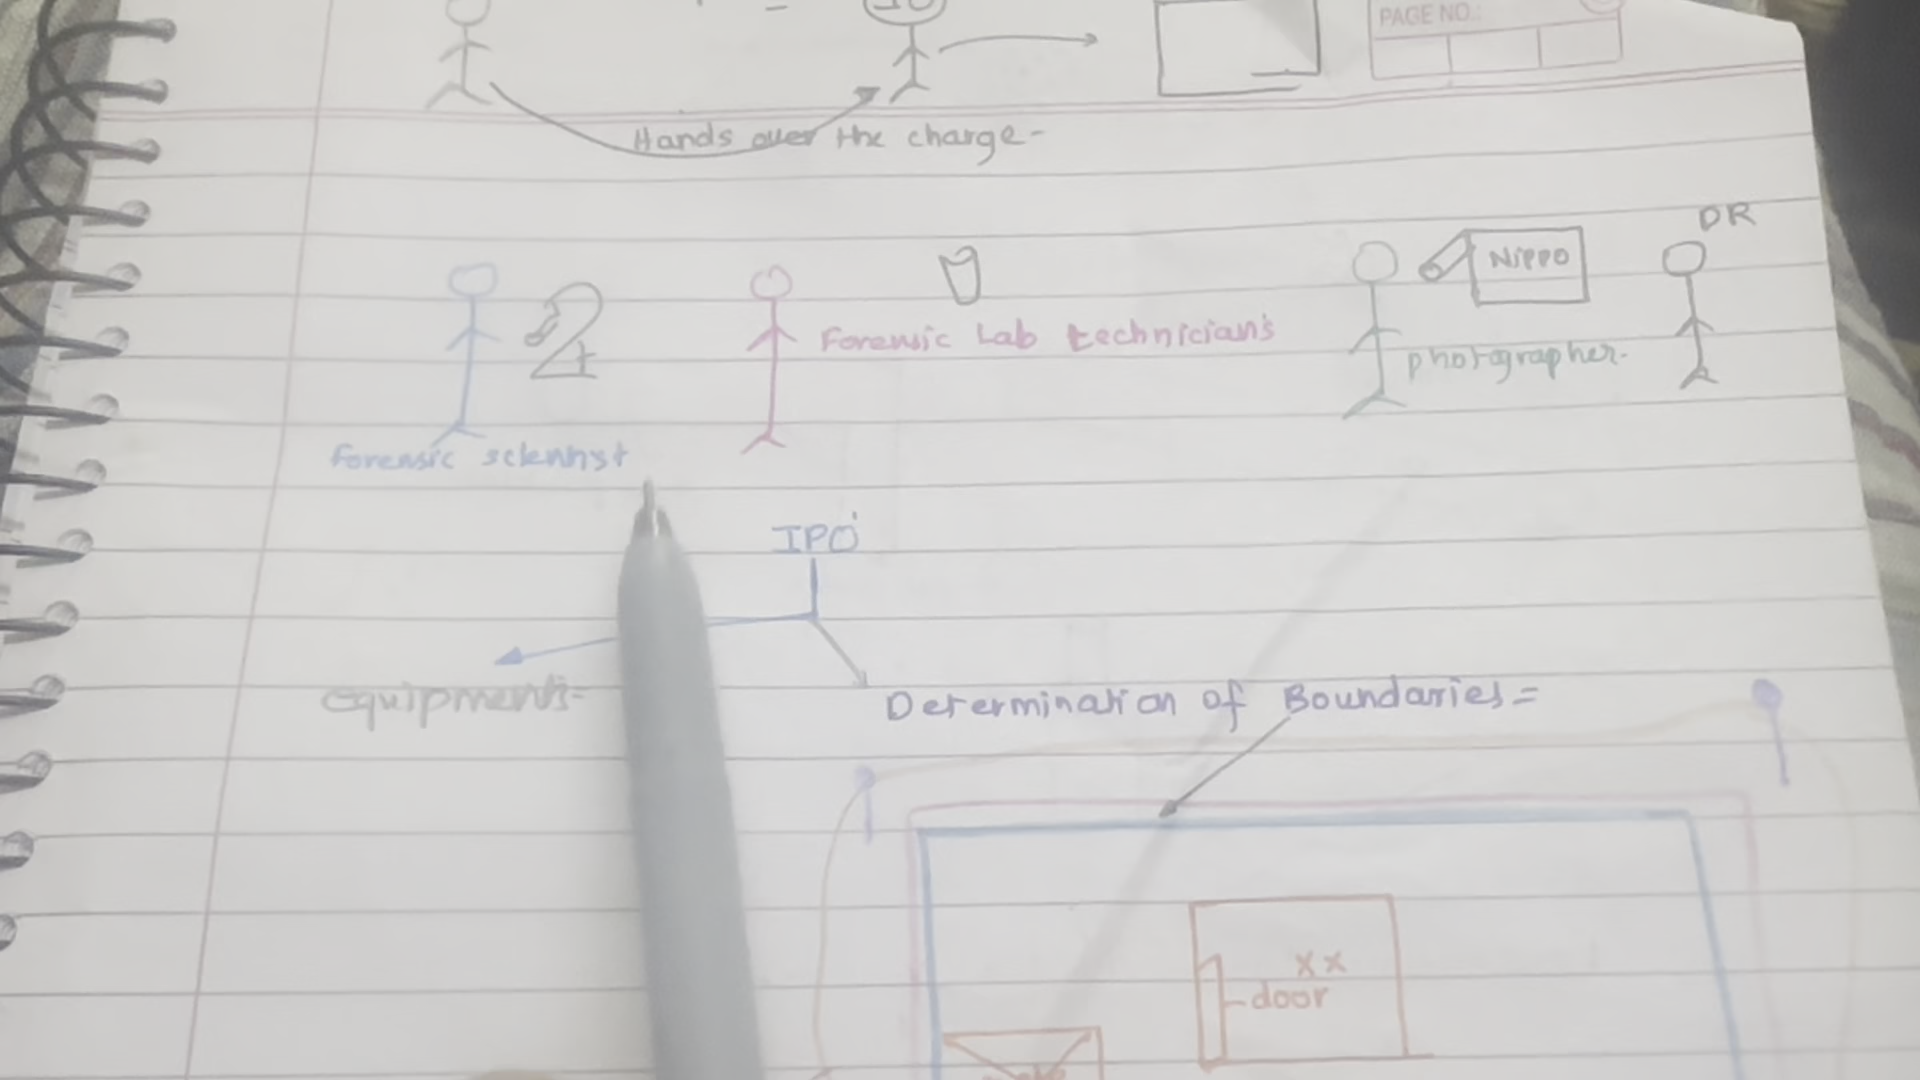 PAGE NO.:
Hands over the charge-
DR
Nippo
Forensic Lab technician's
photographer.
forensic scientist
IPO
equipments=
Determination of Boundaries=
XX
door